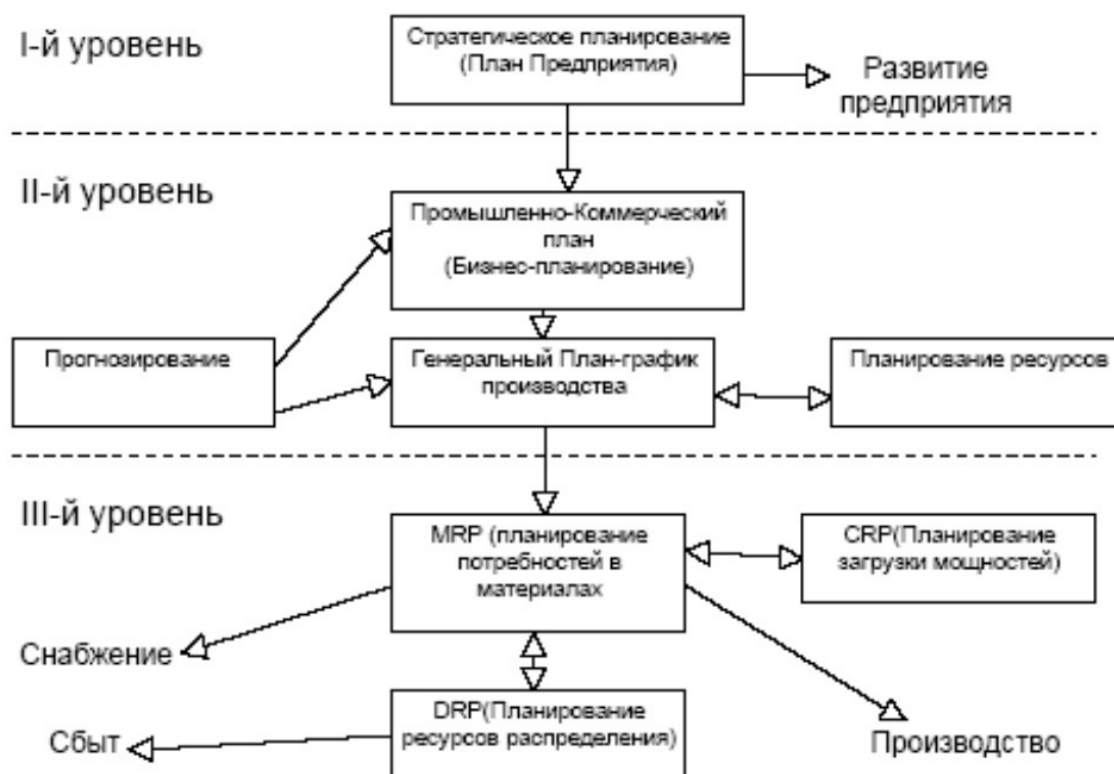 I-й уровень
Стратегическое планирование
(План Предприятия)
Развитие
предприятия
II-й уровень
Промышленно-Коммерческий
план
(Бизнес-планирование)
Прогнозирование
Генеральный План-график
производства
Планирование ресурсов
III-й уровень
MRP (планирование
потребностей в
материалах
CRP(Планирование
загрузки мощностей)
Снабжение
DRP(Планирование
ресурсов распределения)
Сбыт
Производство